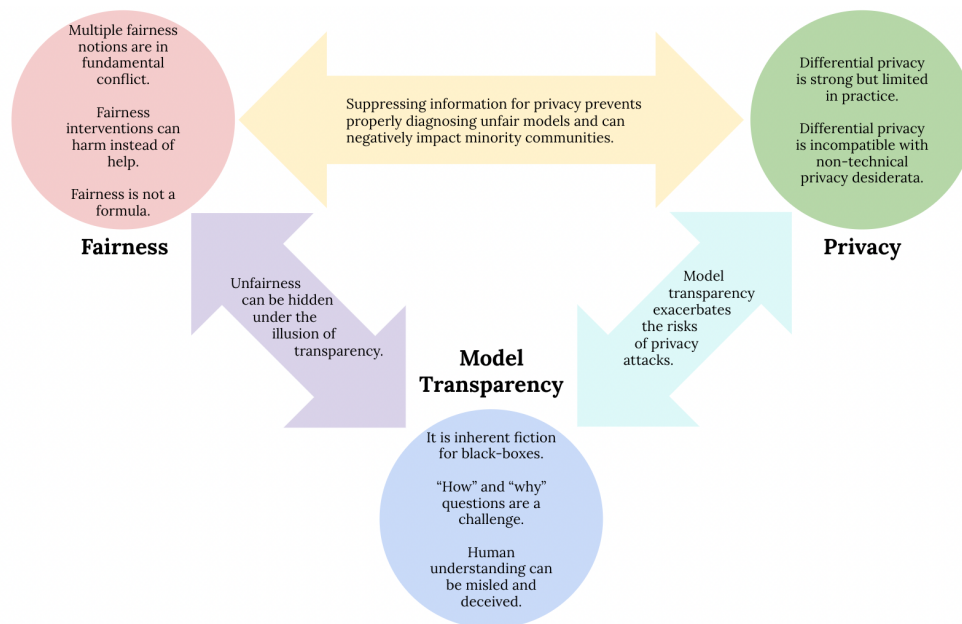 Multiple fairness
notions are in
fundamental
conflict.
Fairness
interventions can
harm instead of
help.
Fairness is not a
formula.
Fairness
Suppressing information for privacy prevents
properly diagnosing unfair models and can
negatively impact minority communities.
Differential privacy
is strong but limited
in practice.
Differential privacy
is incompatible with
non-technical
privacy desiderata.
Privacy
Unfairness
can be hidden
under the
illusion of
transparency.
Model
transparency
exacerbates
the risks
of privacy
attacks.
Model
Transparency
It is inherent fiction
for black-boxes.
“How” and “why”
questions are a
challenge.
Human
understanding can
be misled and
deceived.